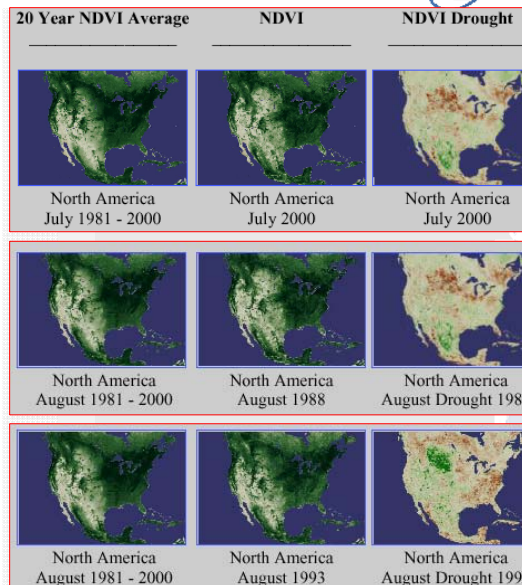 20 Year NDVI Average
NDVI
NDVI Drought
North America
July 1981 - 2000
North America
July 2000
North America
July 2000
North America
August 1981 - 2000
North America
August 1988
North America
August Drought 198
North America
August 1981 - 2000
North America
August 1993
North America
August Drought 199